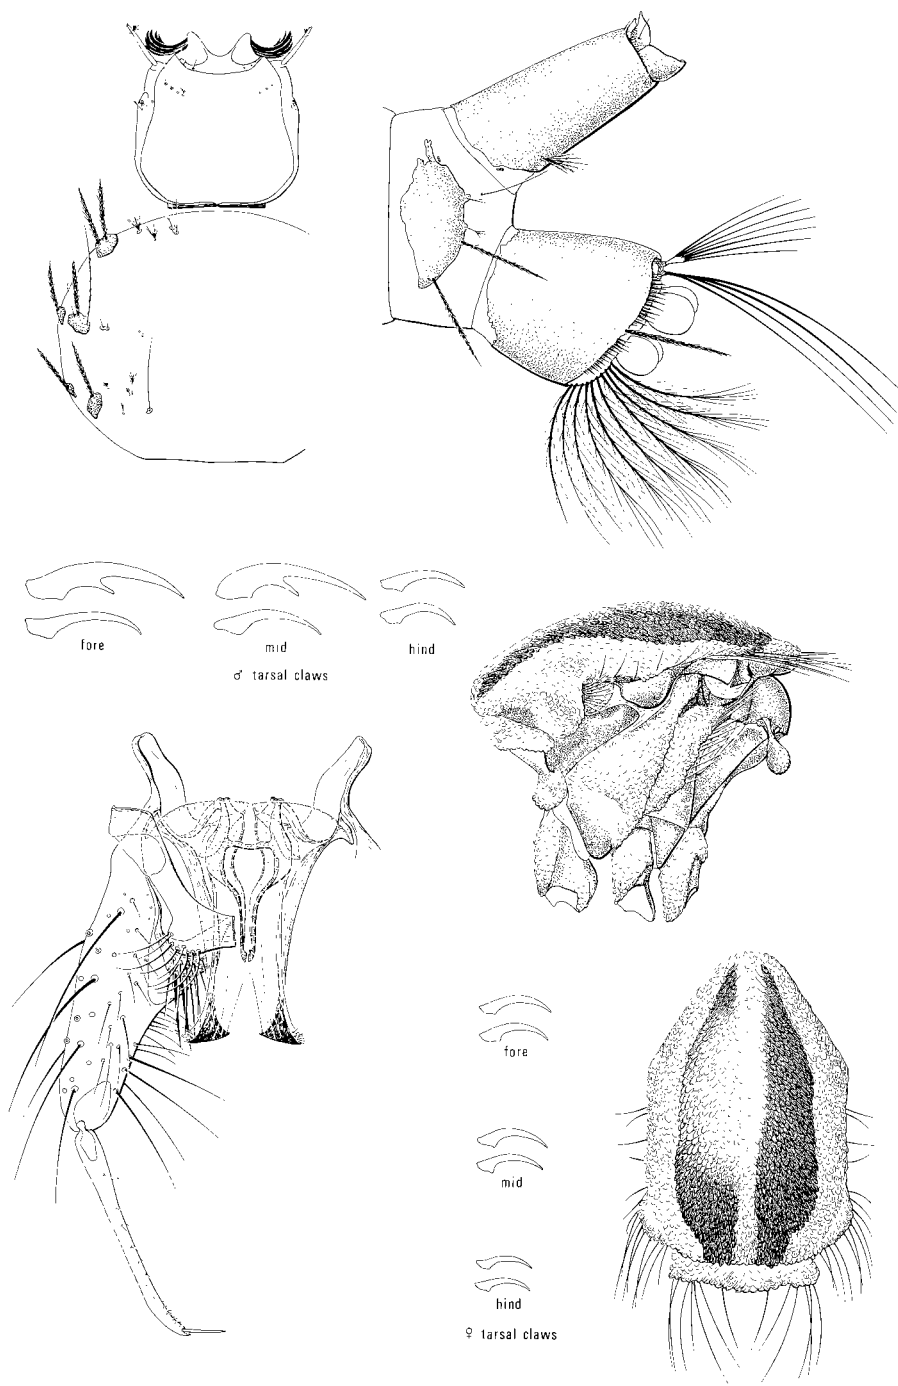 fore
mid
hind
♂ tarsal claws
fore
mid
hind
♀ tarsal claws